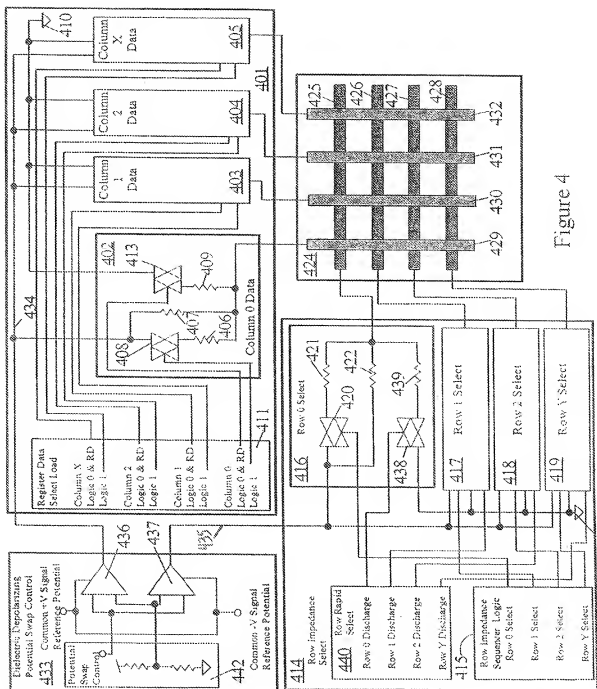 Dielectric Depolarizing
Potential Swap Control
433
Common +V Signal
Reference Potential
Potential
Swap
Control
436
437
442
Common -V Signal
Reference Potential
434
435
Register Data
Select Load
Column X
Logic 0 & RD
Logic 1
Column 2
Logic 0 & RD
Logic 1
Column 1
Logic 0 & RD
Logic 1
Column 0
Logic 0 & RD
Logic 1
411
402
413
408
409
407
406
Column 0 Data
Column
1
Data
403
Column
2
Data
404
Column
X
Data
405
401
410
414
Row Impedance
Select
440
Row Rapid
Select
Row 0 Discharge
Row 1 Discharge
Row 2 Discharge
Row Y Discharge
415
Row Impedance
Sequencer Logic
Row 0 Select
Row 1 Select
Row 2 Select
Row Y Select
416
Row 0 Select
420
421
422
438
439
417
Row 1 Select
418
Row 2 Select
419
Row Y Select
424
425
426
427
428
429
430
431
432
Figure 4